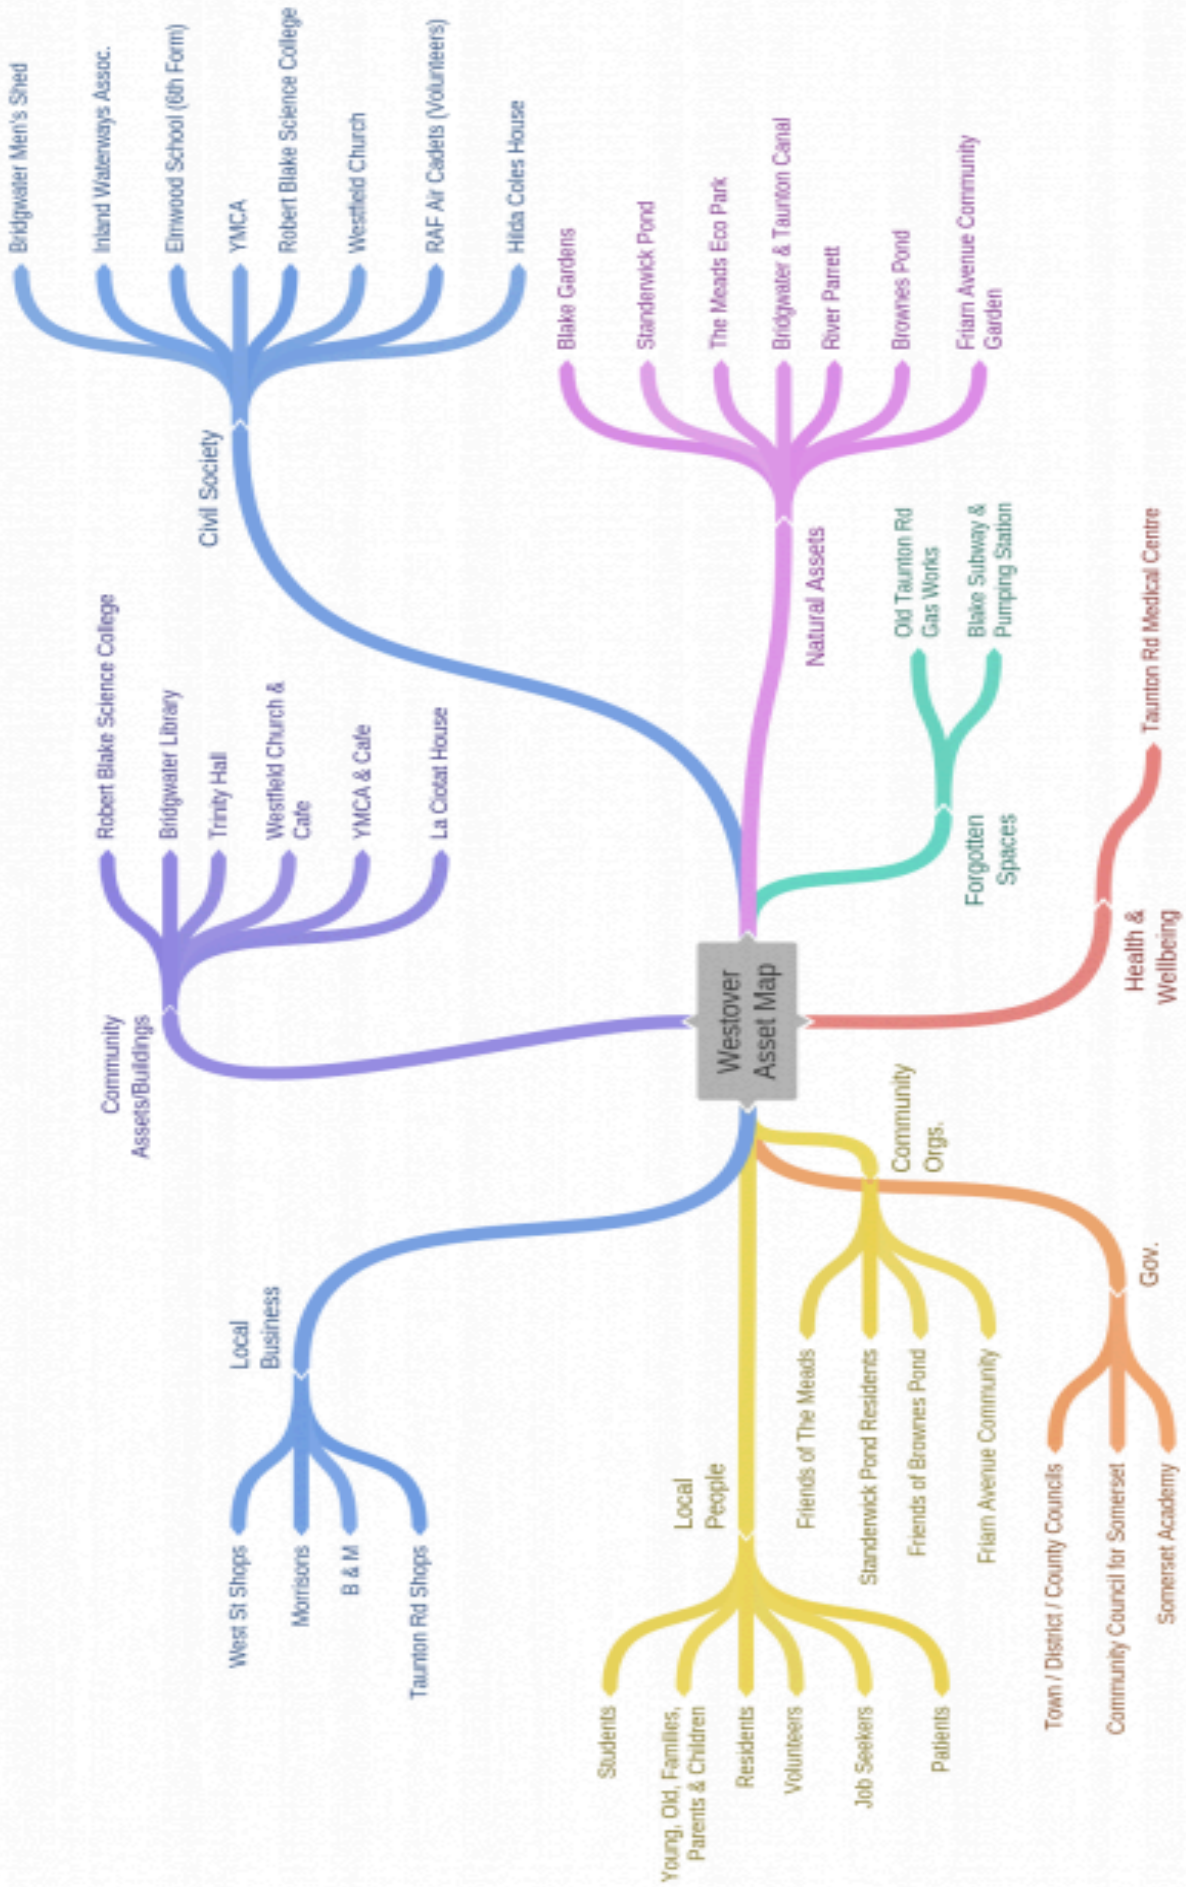 Westover
Asset Map
Local
Business
West St Shops
Morrisons
B & M
Taunton Rd Shops
Local
People
Students
Young, Old, Families,
Parents & Children
Residents
Volunteers
Job Seekers
Patients
Community
Orgs.
Friends of The Meads
Standerwick Pond Residents
Friends of Brownes Pond
Friarn Avenue Community
Gov.
Town / District / County Councils
Community Council for Somerset
Somerset Academy
Community
Assets/Buildings
Robert Blake Science College
Bridgwater Library
Trinity Hall
Westfield Church &
Cafe
YMCA & Cafe
La Ciotat House
Civil Society
Bridgwater Men's Shed
Inland Waterways Assoc.
Elmwood School (6th Form)
YMCA
Robert Blake Science College
Westfield Church
RAF Air Cadets (Volunteers)
Hilda Coles House
Natural Assets
Blake Gardens
Standerwick Pond
The Meads Eco Park
Bridgwater & Taunton Canal
River Parrett
Brownes Pond
Friarn Avenue Community
Garden
Forgotten
Spaces
Old Taunton Rd
Gas Works
Blake Subway &
Pumping Station
Health &
Wellbeing
Taunton Rd Medical Centre